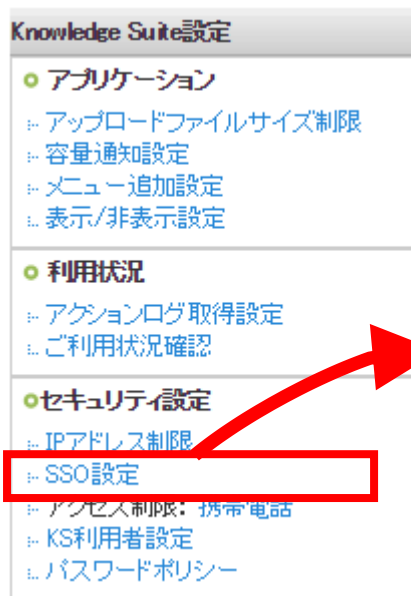 Knowledge Suite設定
アプリケーション
アップロードファイルサイズ制限
容量通知設定
メニュー追加設定
表示/非表示設定
利用状況
アクションログ取得設定
ご利用状況確認
セキュリティ設定
IPアドレス制限
SSO設定
アクセス制限: 携帯電話
KS利用者設定
パスワードポリシー